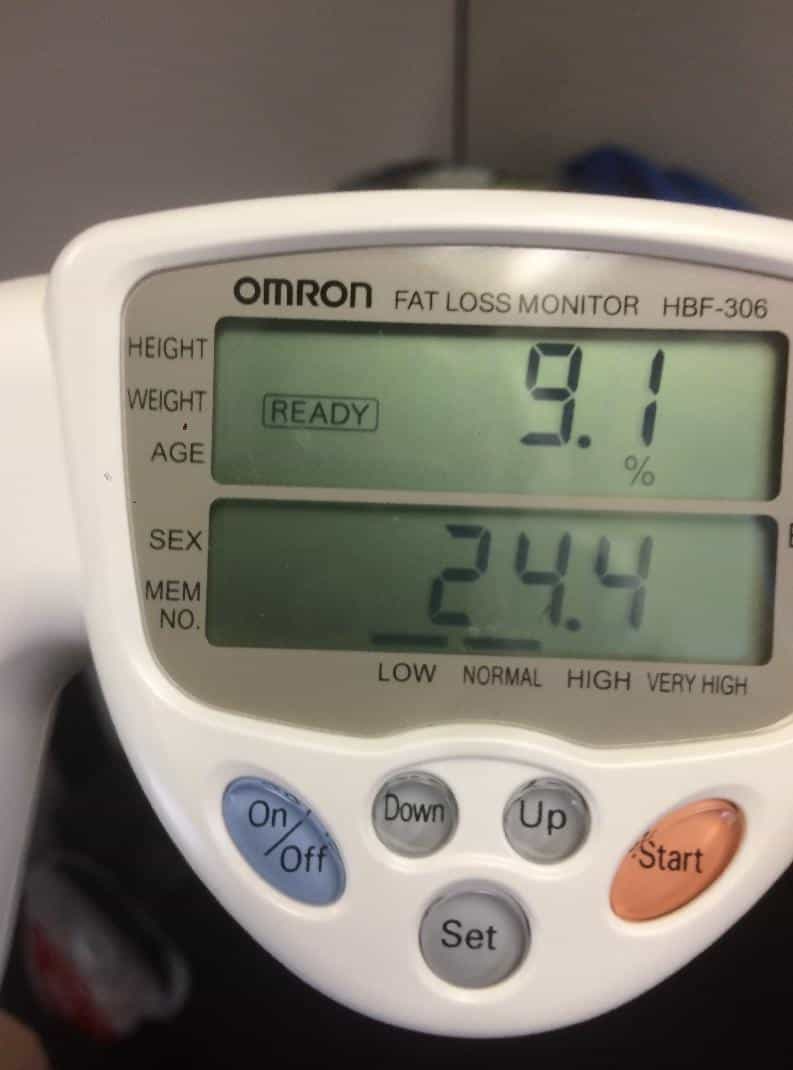 OMRON FAT LOSS MONITOR HBF-306
HEIGHT
WEIGHT
AGE
READY
9.1
%
SEX
MEM
NO.
24.4
LOW NORMAL HIGH VERY HIGH
On/Off
Down
Up
Start
Set